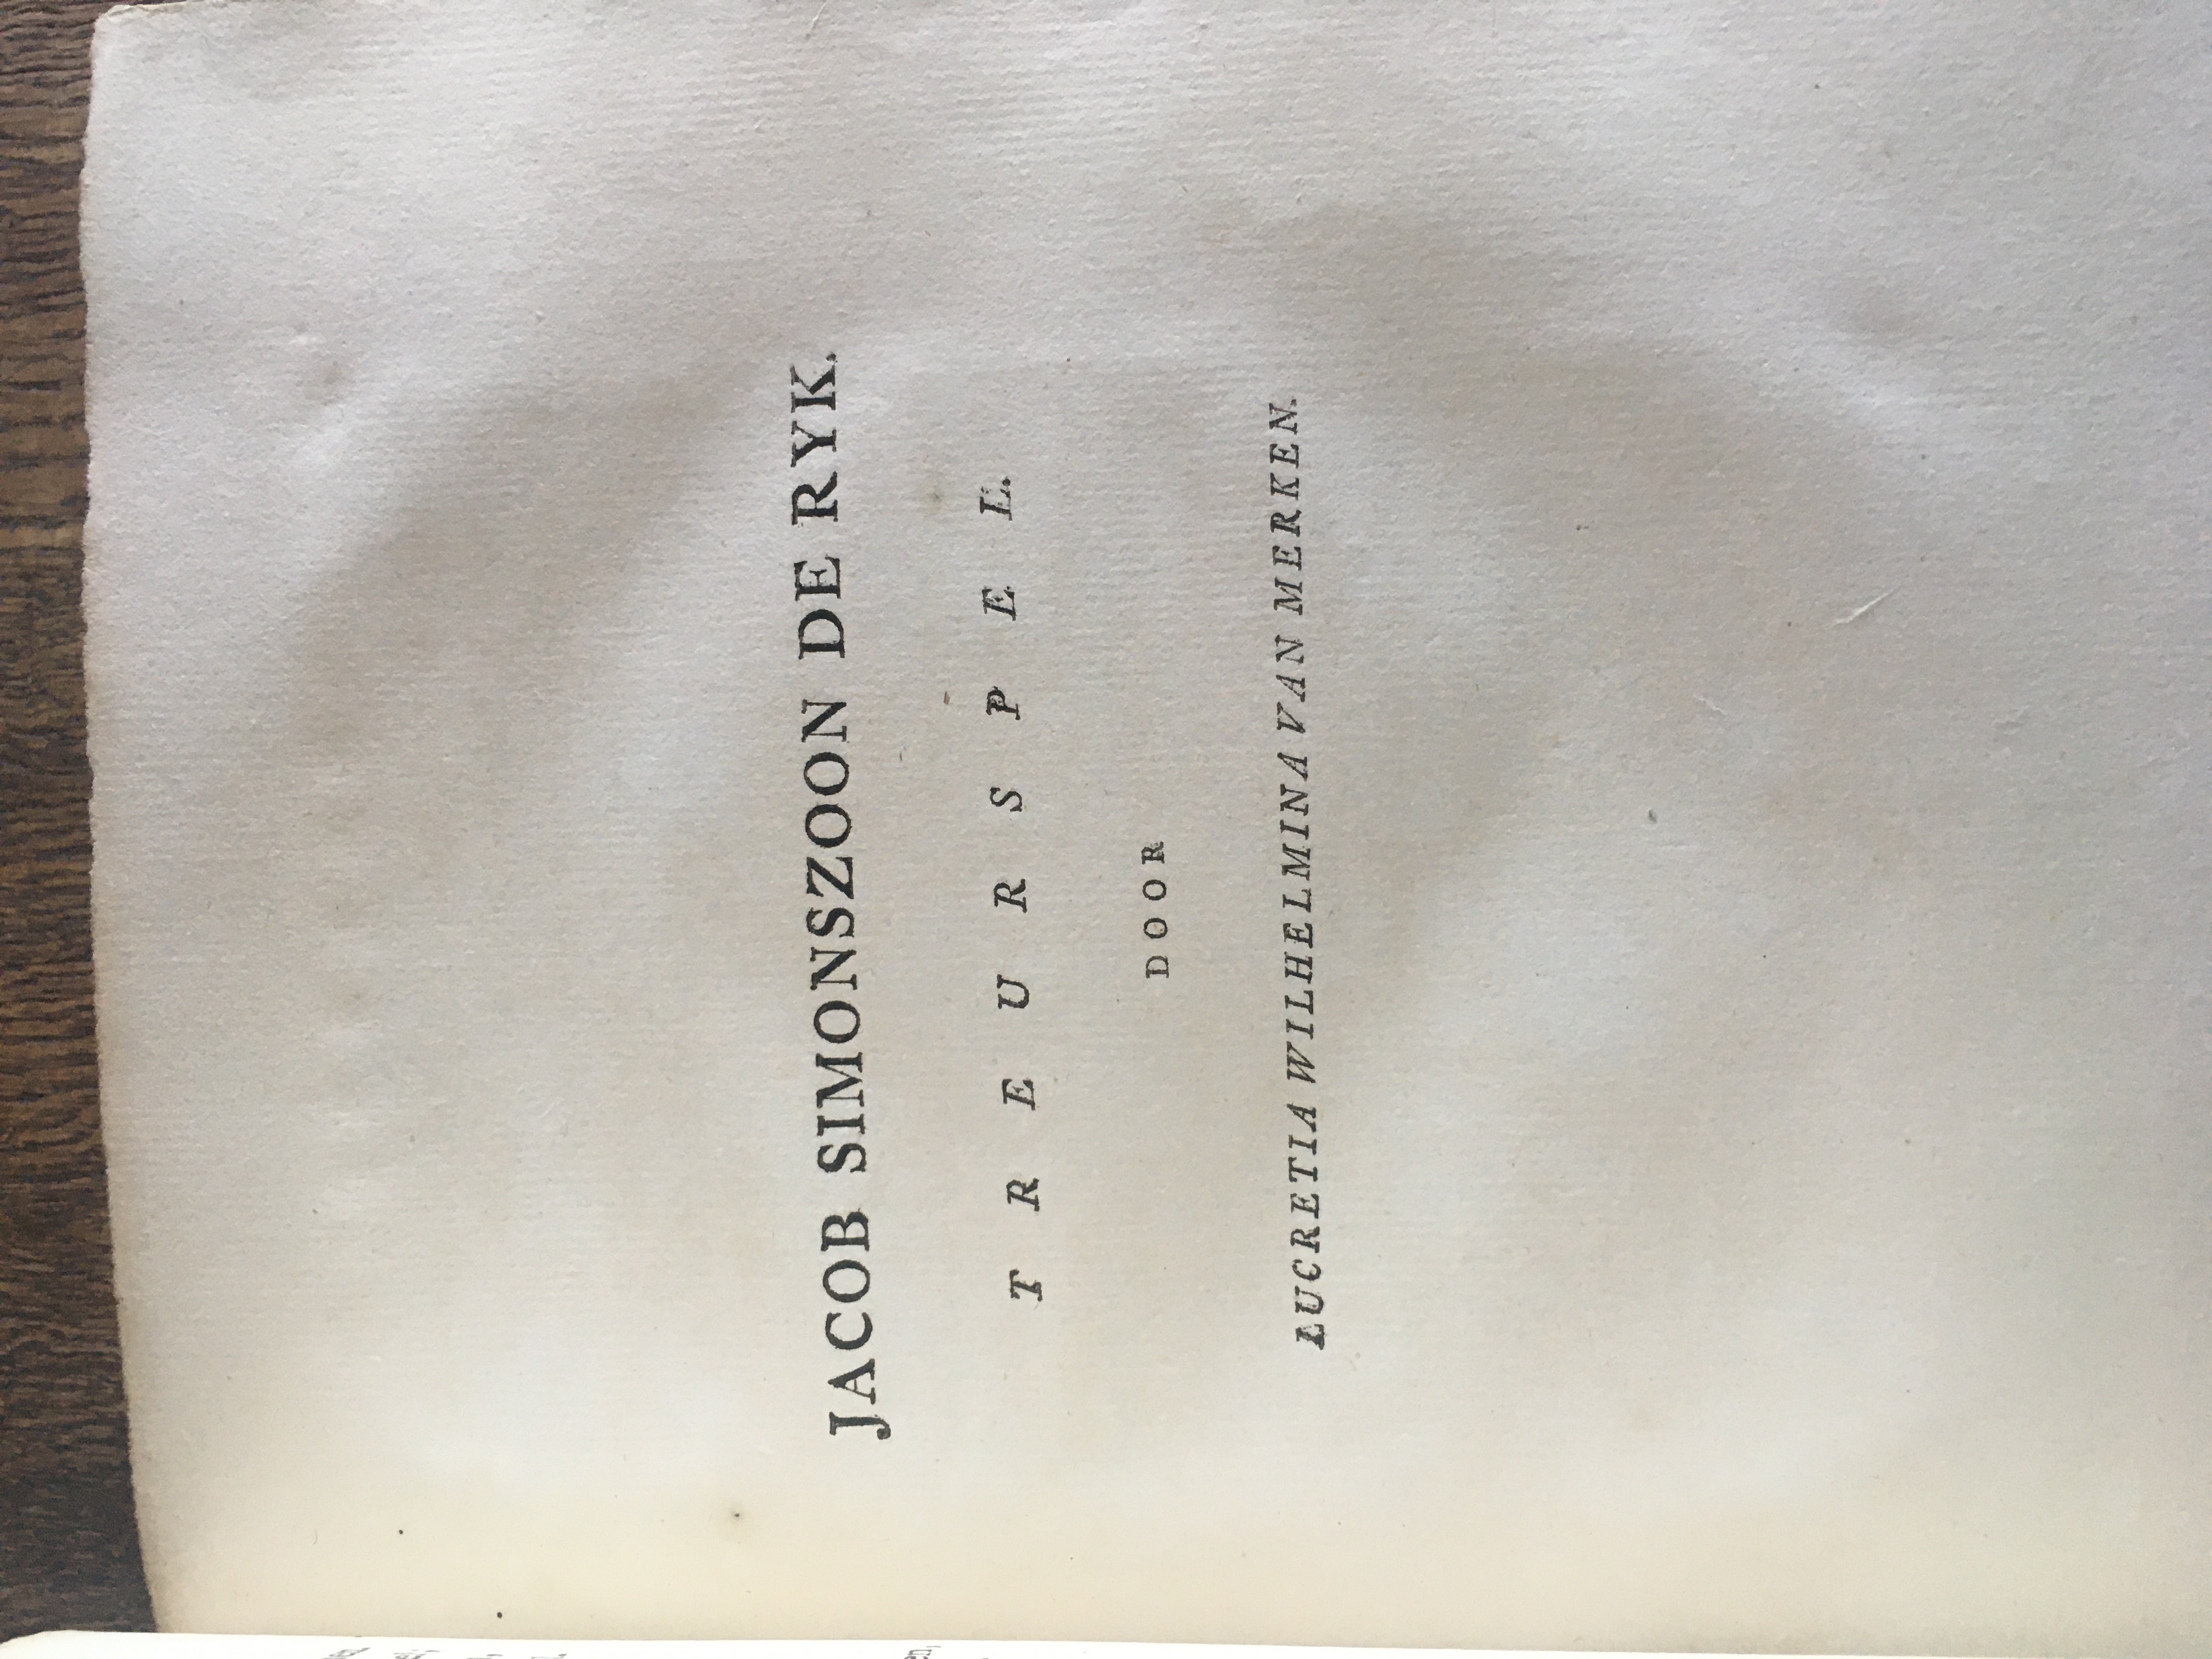 JACOB SIMONSZOON DE RYK.
TREURSPEL.
DOOR
LUCRETIA WILHELMINA VAN MERKEN.